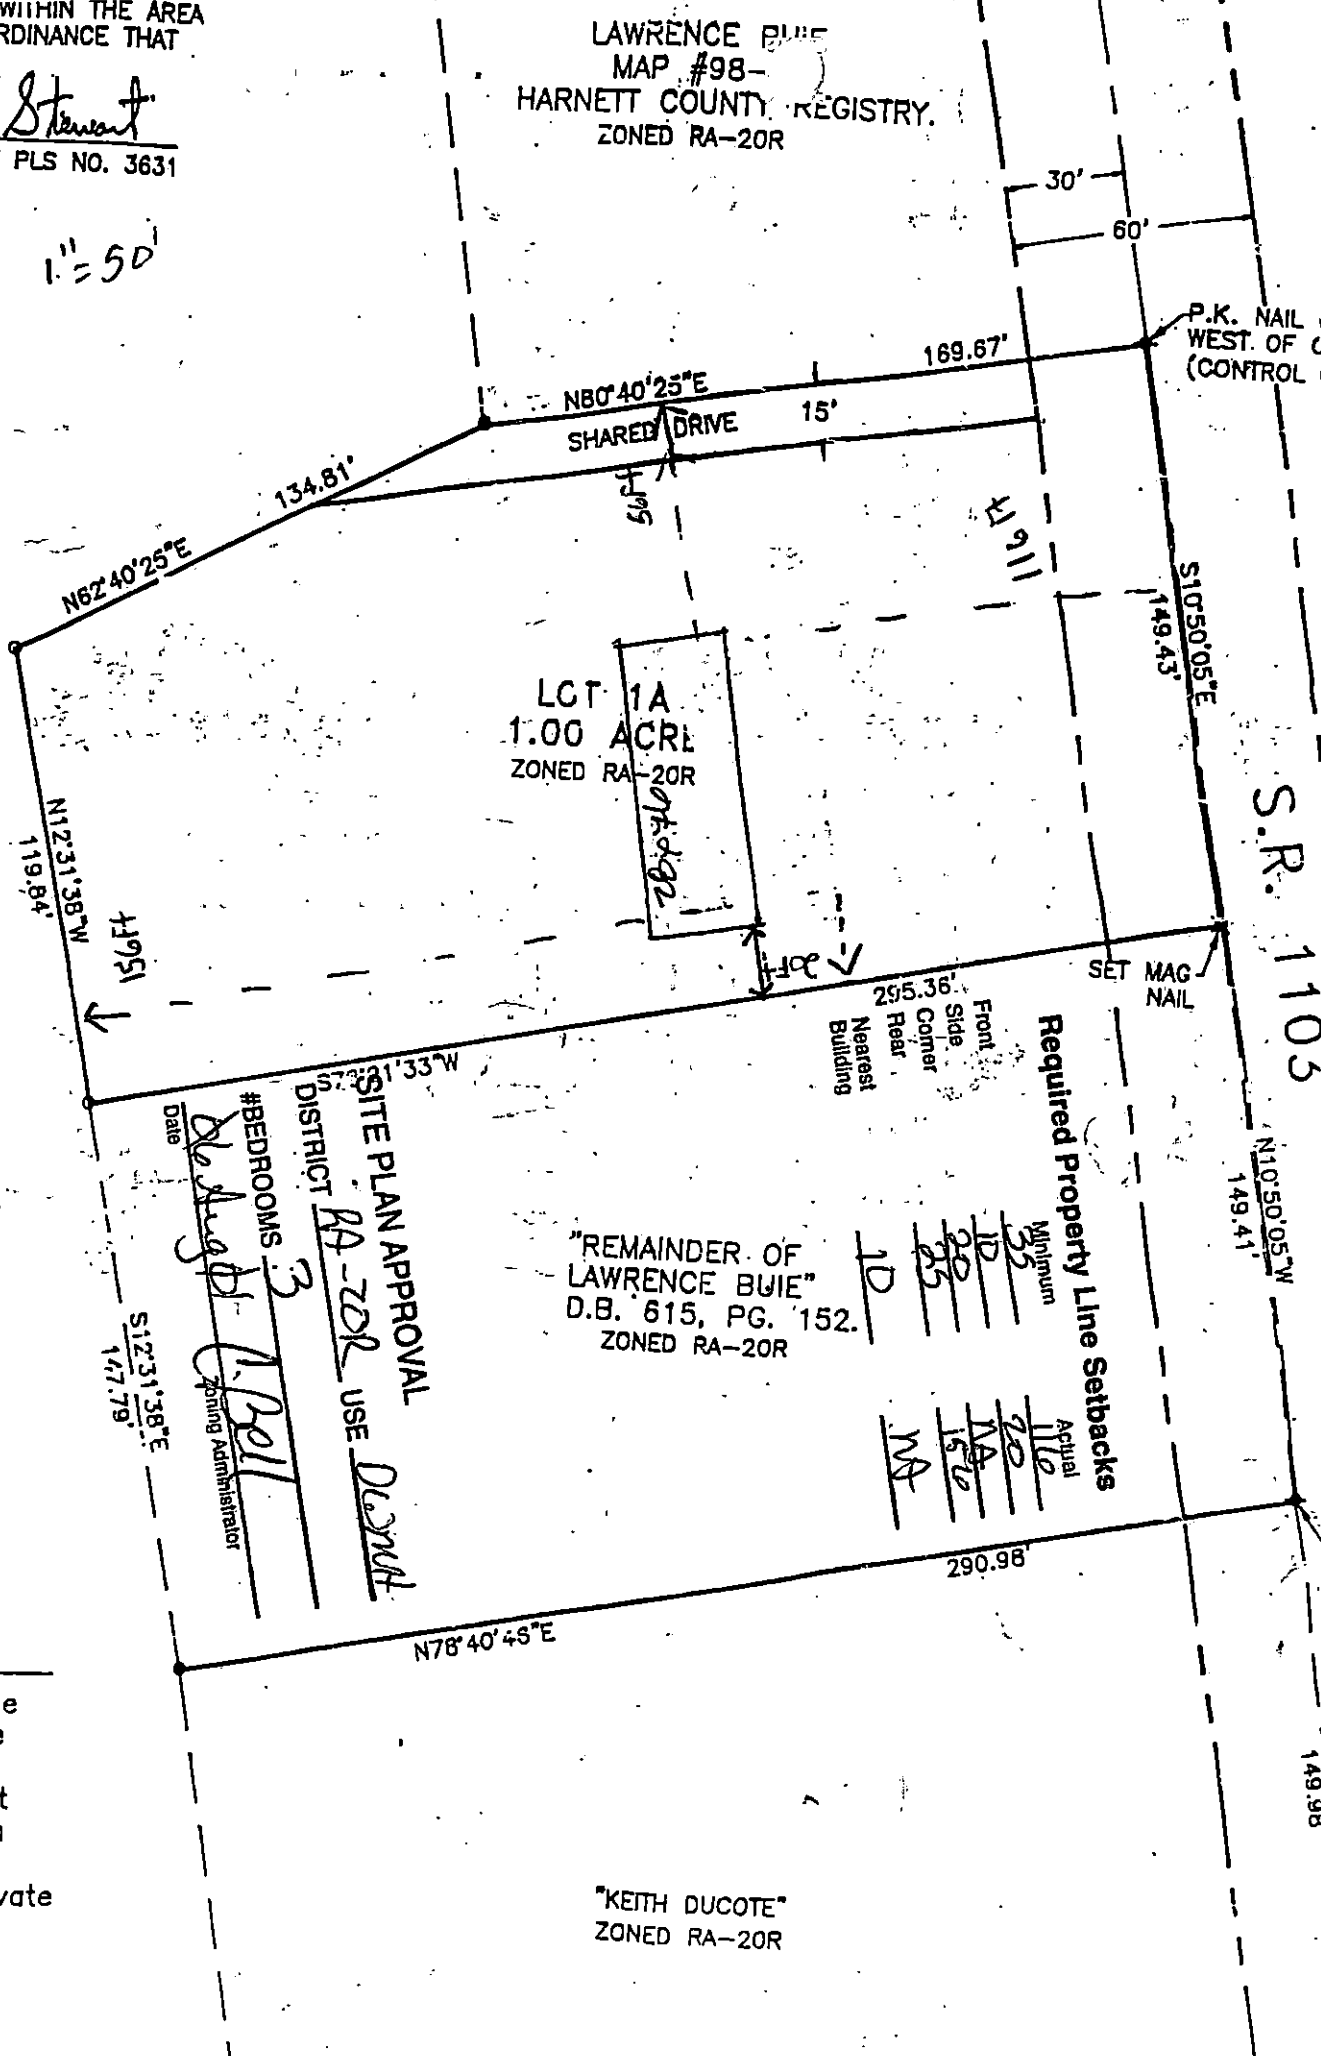 WITHIN THE AREA
RDINANCE THAT
Stewart
PLS NO. 3631
1"=50'
LAWRENCE BUIE
MAP #98-
HARNETT COUNTY REGISTRY.
ZONED RA-20R
30'
60'
P.K. NAIL
WEST OF
(CONTROL
169.67'
N80°40'25"E
SHARED DRIVE
15'
134.81'
N62°40'25"E
116 ft
S10°50'05"E
149.43'
LOT 1A
1.00 ACRE
ZONED RA-20R
N12°31'38"W
119.84'
156ft
20ft
295.36'
SET MAG
NAIL
S.R. 1103
'33"W
Required Property Line Setbacks
Minimum Actual
Front 35 116
Side 10 20
Corner 20 NA
Rear 25 156
Nearest
Building 10 NA
SITE PLAN APPROVAL
DISTRICT RA-20R USE DWMH
#BEDROOMS 3
Date
Zoning Administrator
"REMAINDER OF
LAWRENCE BUIE"
D.B. 615, PG. 152.
ZONED RA-20R
N10°50'05"W
149.41'
S12°31'38"E
147.79'
290.98'
N78°40'45"E
149.98
vate
"KEITH DUCOTE"
ZONED RA-20R